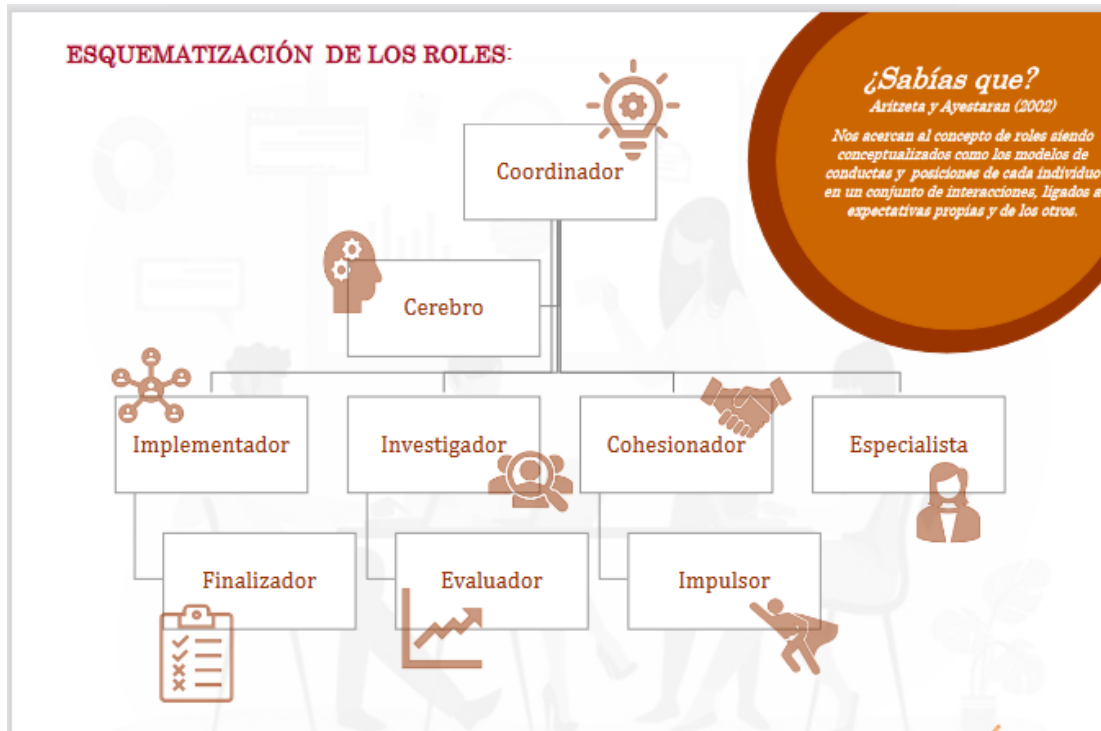 ESQUEMATIZACIÓN DE LOS ROLES:
¿Sabías que?
Aritzeta y Ayestaran (2002)
Nos acercan al concepto de roles siendo
conceptualizados como los modelos de
conductas y posiciones de cada individuo
en un conjunto de interacciones, ligados a
expectativas propias y de los otros.
Coordinador
Cerebro
Implementador
Investigador
Cohesionador
Especialista
Finalizador
Evaluador
Impulsor